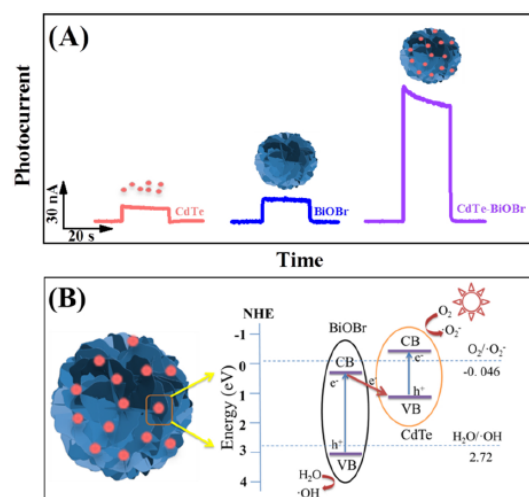 (A)
Photocurrent
30 nA
20 s
CdTe
BiOBr
CdTe-BiOBr
Time
(B)
NHE
Energy (eV)
-1
0
1
2
3
4
BiOBr
CB
e-
h+
VB
H2O
·OH
e-
CB
e-
h+
VB
CdTe
O2
·O2-
O2/·O2-
-0.046
H2O/·OH
2.72